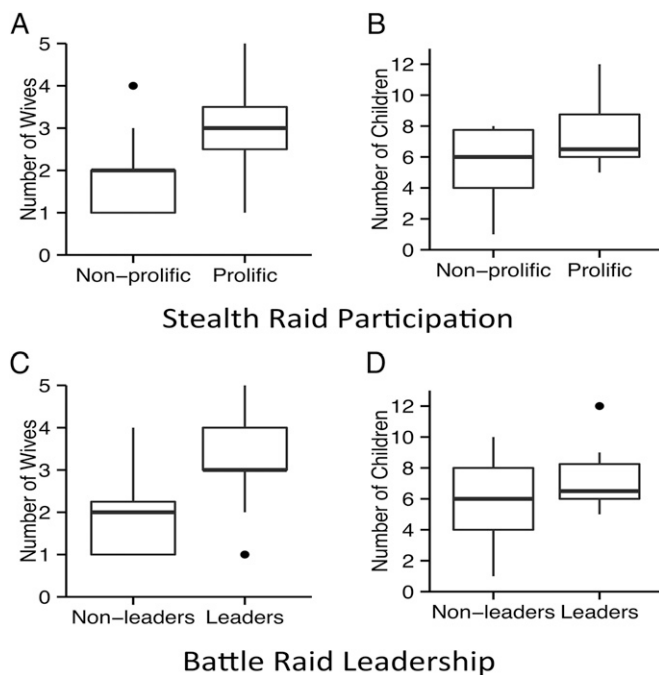 A
Number of Wives
5
4
3
2
1
0
Non-prolific Prolific
B
Number of Children
12
10
8
6
4
2
0
Non-prolific Prolific
Stealth Raid Participation
C
Number of Wives
5
4
3
2
1
0
Non-leaders Leaders
D
Number of Children
12
10
8
6
4
2
0
Non-leaders Leaders
Battle Raid Leadership